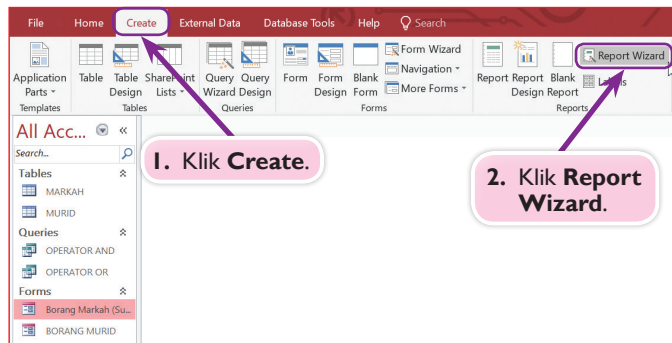 File Home Create External Data Database Tools Help Search
Application Parts
Table
Table Design
SharePoint Lists
Query Wizard
Query Design
Form
Form Design
Blank Form
Form Wizard
Navigation
More Forms
Report
Report Design
Blank Report
Report Wizard
Labels
Templates Tables Queries Forms Reports
All Acc...
Search...
Tables
MARKAH
MURID
Queries
OPERATOR AND
OPERATOR OR
Forms
Borang Markah (Su...
BORANG MURID
1. Klik Create.
2. Klik Report
Wizard.